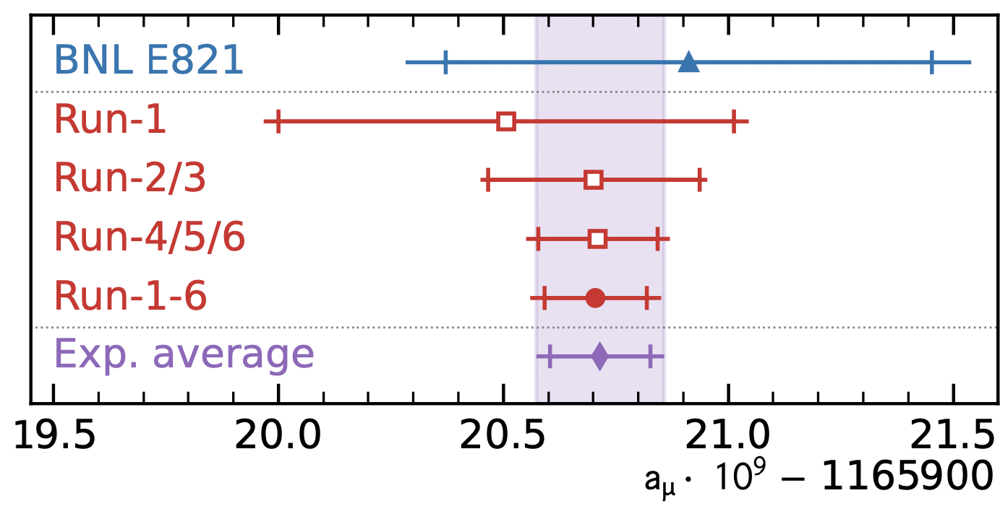 BNL E821
Run-1
Run-2/3
Run-4/5/6
Run-1-6
Exp. average
19.5 20.0 20.5 21.0 21.5
aμ · 10⁹ − 1165900